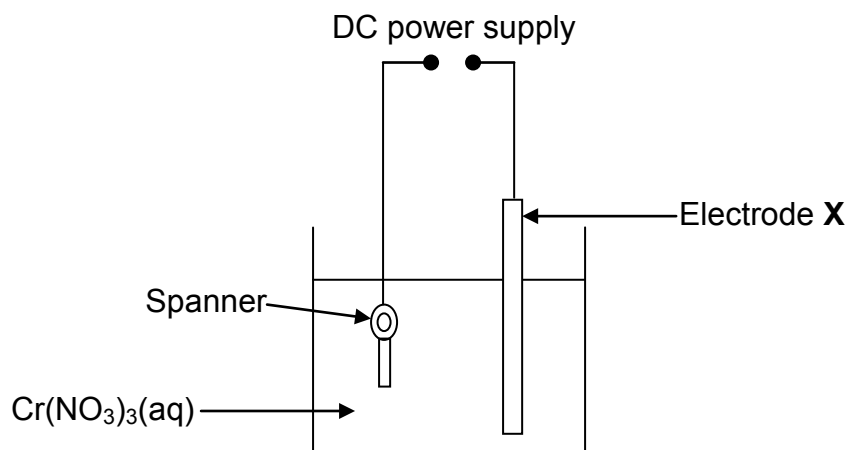 DC power supply
Electrode X
Spanner
Cr(NO₃)₃(aq)